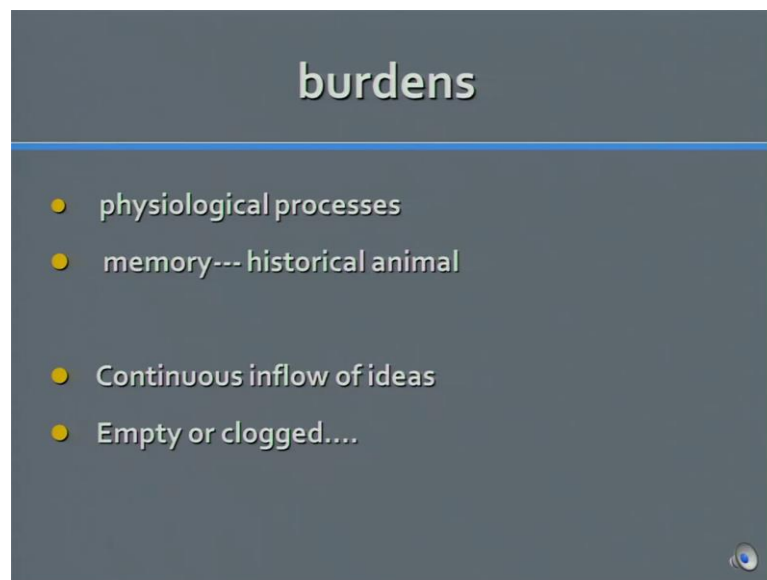 burdens
physiological processes
memory--- historical animal
Continuous inflow of ideas
Empty or clogged....